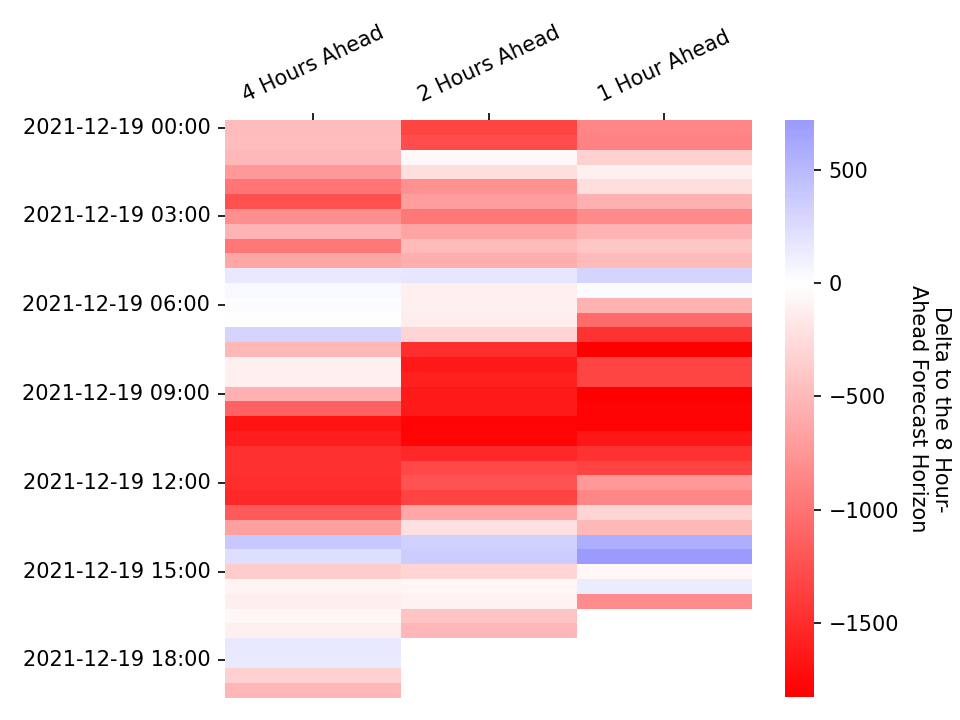 4 Hours Ahead
2 Hours Ahead
1 Hour Ahead
2021-12-19 00:00
2021-12-19 03:00
2021-12-19 06:00
2021-12-19 09:00
2021-12-19 12:00
2021-12-19 15:00
2021-12-19 18:00
500
0
−500
−1000
−1500
Delta to the 8 Hour-
Ahead Forecast Horizon